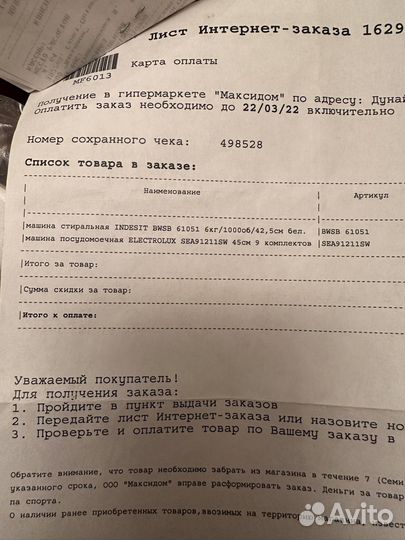 Лист Интернет-заказа 1629
Карта оплаты
MF6013
Получение в гипермаркете "Максидом" по адресу: Дунай
Оплатить заказ необходимо до 22/03/22 включительно
Номер сохранного чека: 498528
Список товара в заказе:
Наименование Артикул
машина стиральная INDESIT BWSB 61051 6кг/1000об/42,5см бел. |BWSB 61051
машина посудомоечная ELECTROLUX SEA91211SW 45см 9 комплектов |SEA91211SW
Итого за товар:
Сумма скидки за товар:
Итого к оплате:
Уважаемый покупатель!
Для получения заказа:
1. Пройдите в пункт выдачи заказов
2. Передайте лист Интернет-заказа или назовите но
3. Проверьте и оплатите товар по Вашему заказу в
Обратите внимание, что товар необходимо забрать из магазина в течение 7 (Семи
указанного срока, ООО "Максидом" вправе расформировать заказ. Деньги за товар
па спорта.
О наличии ранее приобретенных товаров,ввозимых на территор
извест
Avito